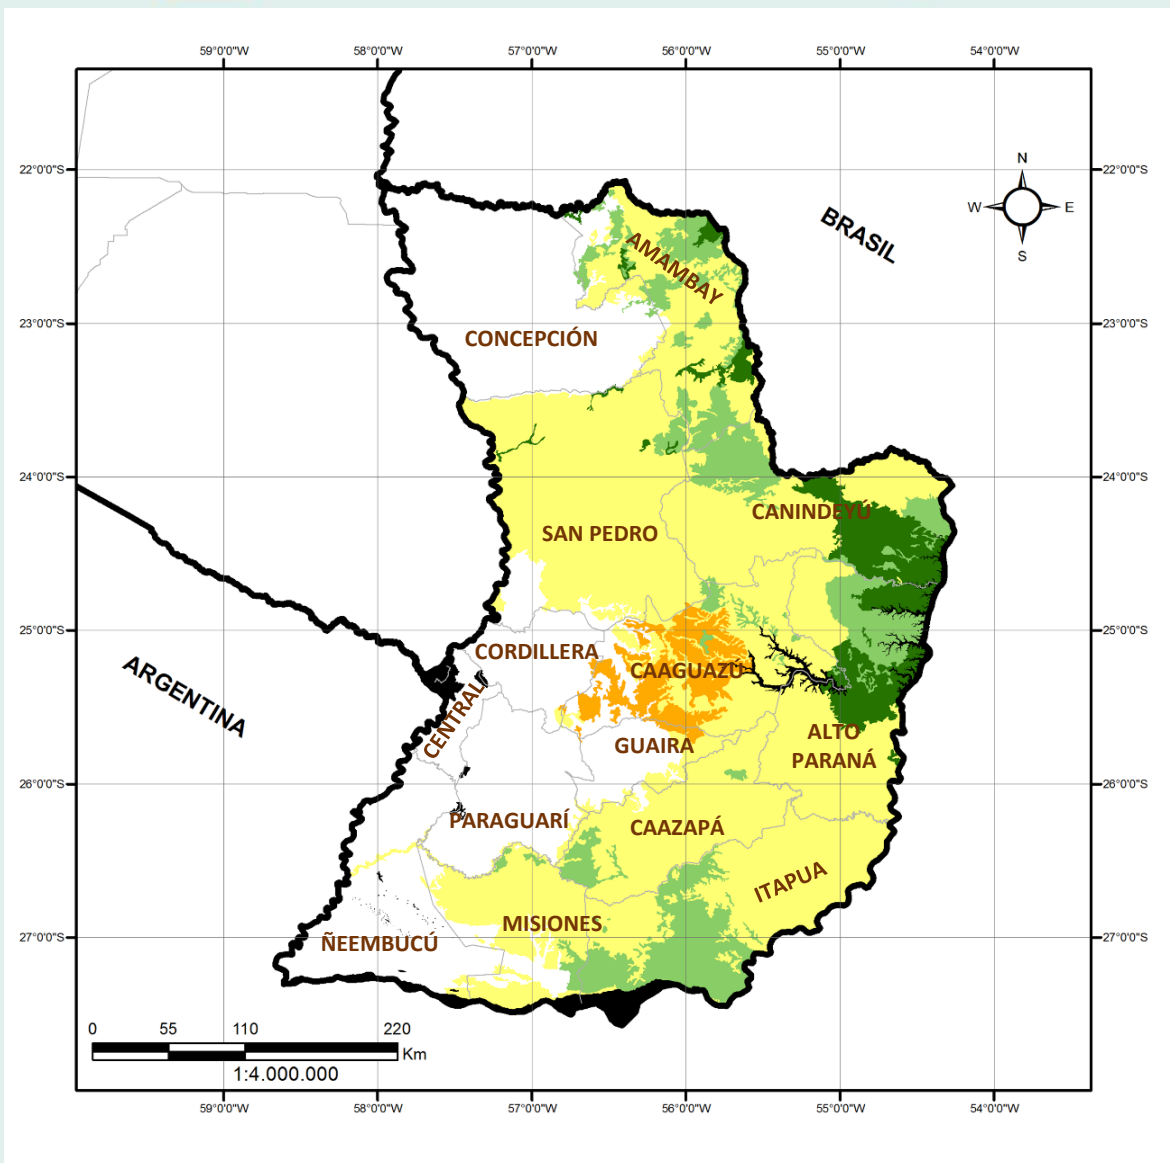 59°0'0"W 58°0'0"W 57°0'0"W 56°0'0"W 55°0'0"W 54°0'0"W
22°0'0"S 22°0'0"S
N
W E
S
BRASIL
AMAMBAY
23°0'0"S 23°0'0"S
CONCEPCIÓN
24°0'0"S 24°0'0"S
CANINDEYÚ
SAN PEDRO
25°0'0"S 25°0'0"S
CORDILLERA
CAAGUAZÚ
ARGENTINA
CENTRAL
ALTO
PARANÁ
GUAIRA
26°0'0"S 26°0'0"S
PARAGUARÍ
CAAZAPÁ
ITAPUA
MISIONES
27°0'0"S 27°0'0"S
ÑEEMBUCÚ
0 55 110 220
Km
1:4.000.000
59°0'0"W 58°0'0"W 57°0'0"W 56°0'0"W 55°0'0"W 54°0'0"W